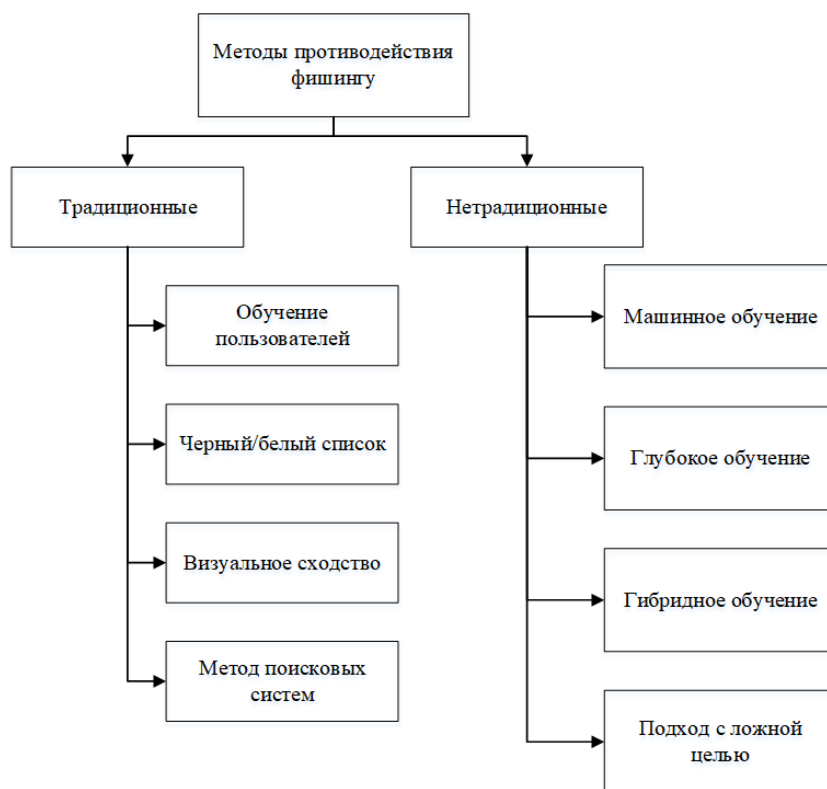 Методы противодействия
фишингу
Традиционные
Нетрадиционные
Обучение
пользователей
Черный/белый список
Визуальное сходство
Метод поисковых
систем
Машинное обучение
Глубокое обучение
Гибридное обучение
Подход с ложной
целью